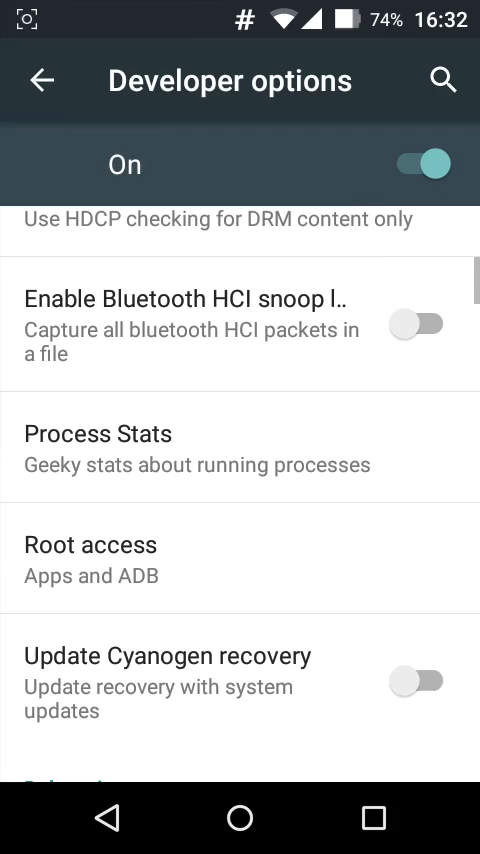 # 74% 16:32
Developer options
On
Use HDCP checking for DRM content only
Enable Bluetooth HCI snoop l..
Capture all bluetooth HCI packets in
a file
Process Stats
Geeky stats about running processes
Root access
Apps and ADB
Update Cyanogen recovery
Update recovery with system
updates